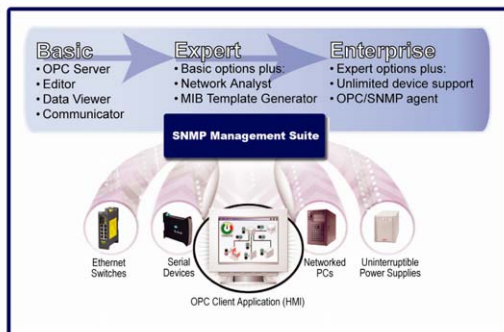 Basic
• OPC Server
• Editor
• Data Viewer
• Communicator
Expert
• Basic options plus:
• Network Analyst
• MIB Template Generator
Enterprise
• Expert options plus:
• Unlimited device support
• OPC/SNMP agent
SNMP Management Suite
Ethernet
Switches
Serial
Devices
OPC Client Application (HMI)
Networked
PCs
Uninterruptible
Power Supplies